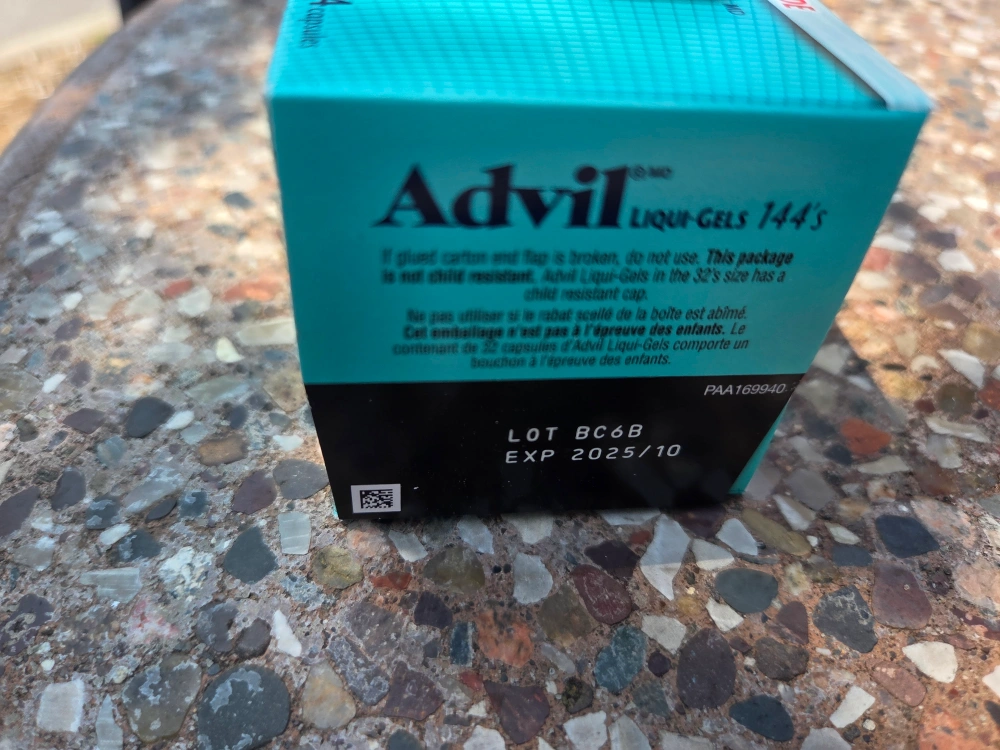 4 capsules
Advil®/MD
LIQUI-GELS 144's
If glued carton end flap is broken, do not use. This package
is not child resistant. Advil Liqui-Gels in the 32's size has a
child resistant cap.
Ne pas utiliser si le rabat scellé de la boîte est abîmé.
Cet emballage n'est pas à l'épreuve des enfants. Le
contenant de 32 capsules d'Advil Liqui-Gels comporte un
bouchon à l'épreuve des enfants.
PAA169940
LOT BC6B
EXP 2025/10